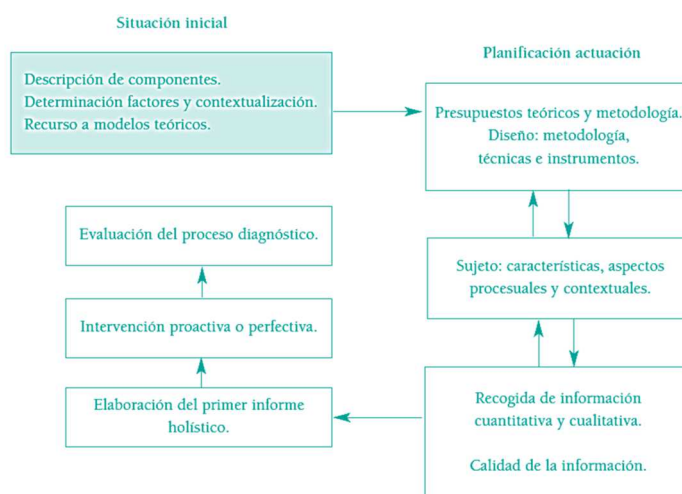 Situación inicial
Descripción de componentes.
Determinación factores y contextualización.
Recurso a modelos teóricos.
Planificación actuación
Presupuestos teóricos y metodología.
Diseño: metodología,
técnicas e instrumentos.
Sujeto: características, aspectos
procesuales y contextuales.
Recogida de información
cuantitativa y cualitativa.
Calidad de la información.
Elaboración del primer informe
holístico.
Intervención proactiva o perfectiva.
Evaluación del proceso diagnóstico.